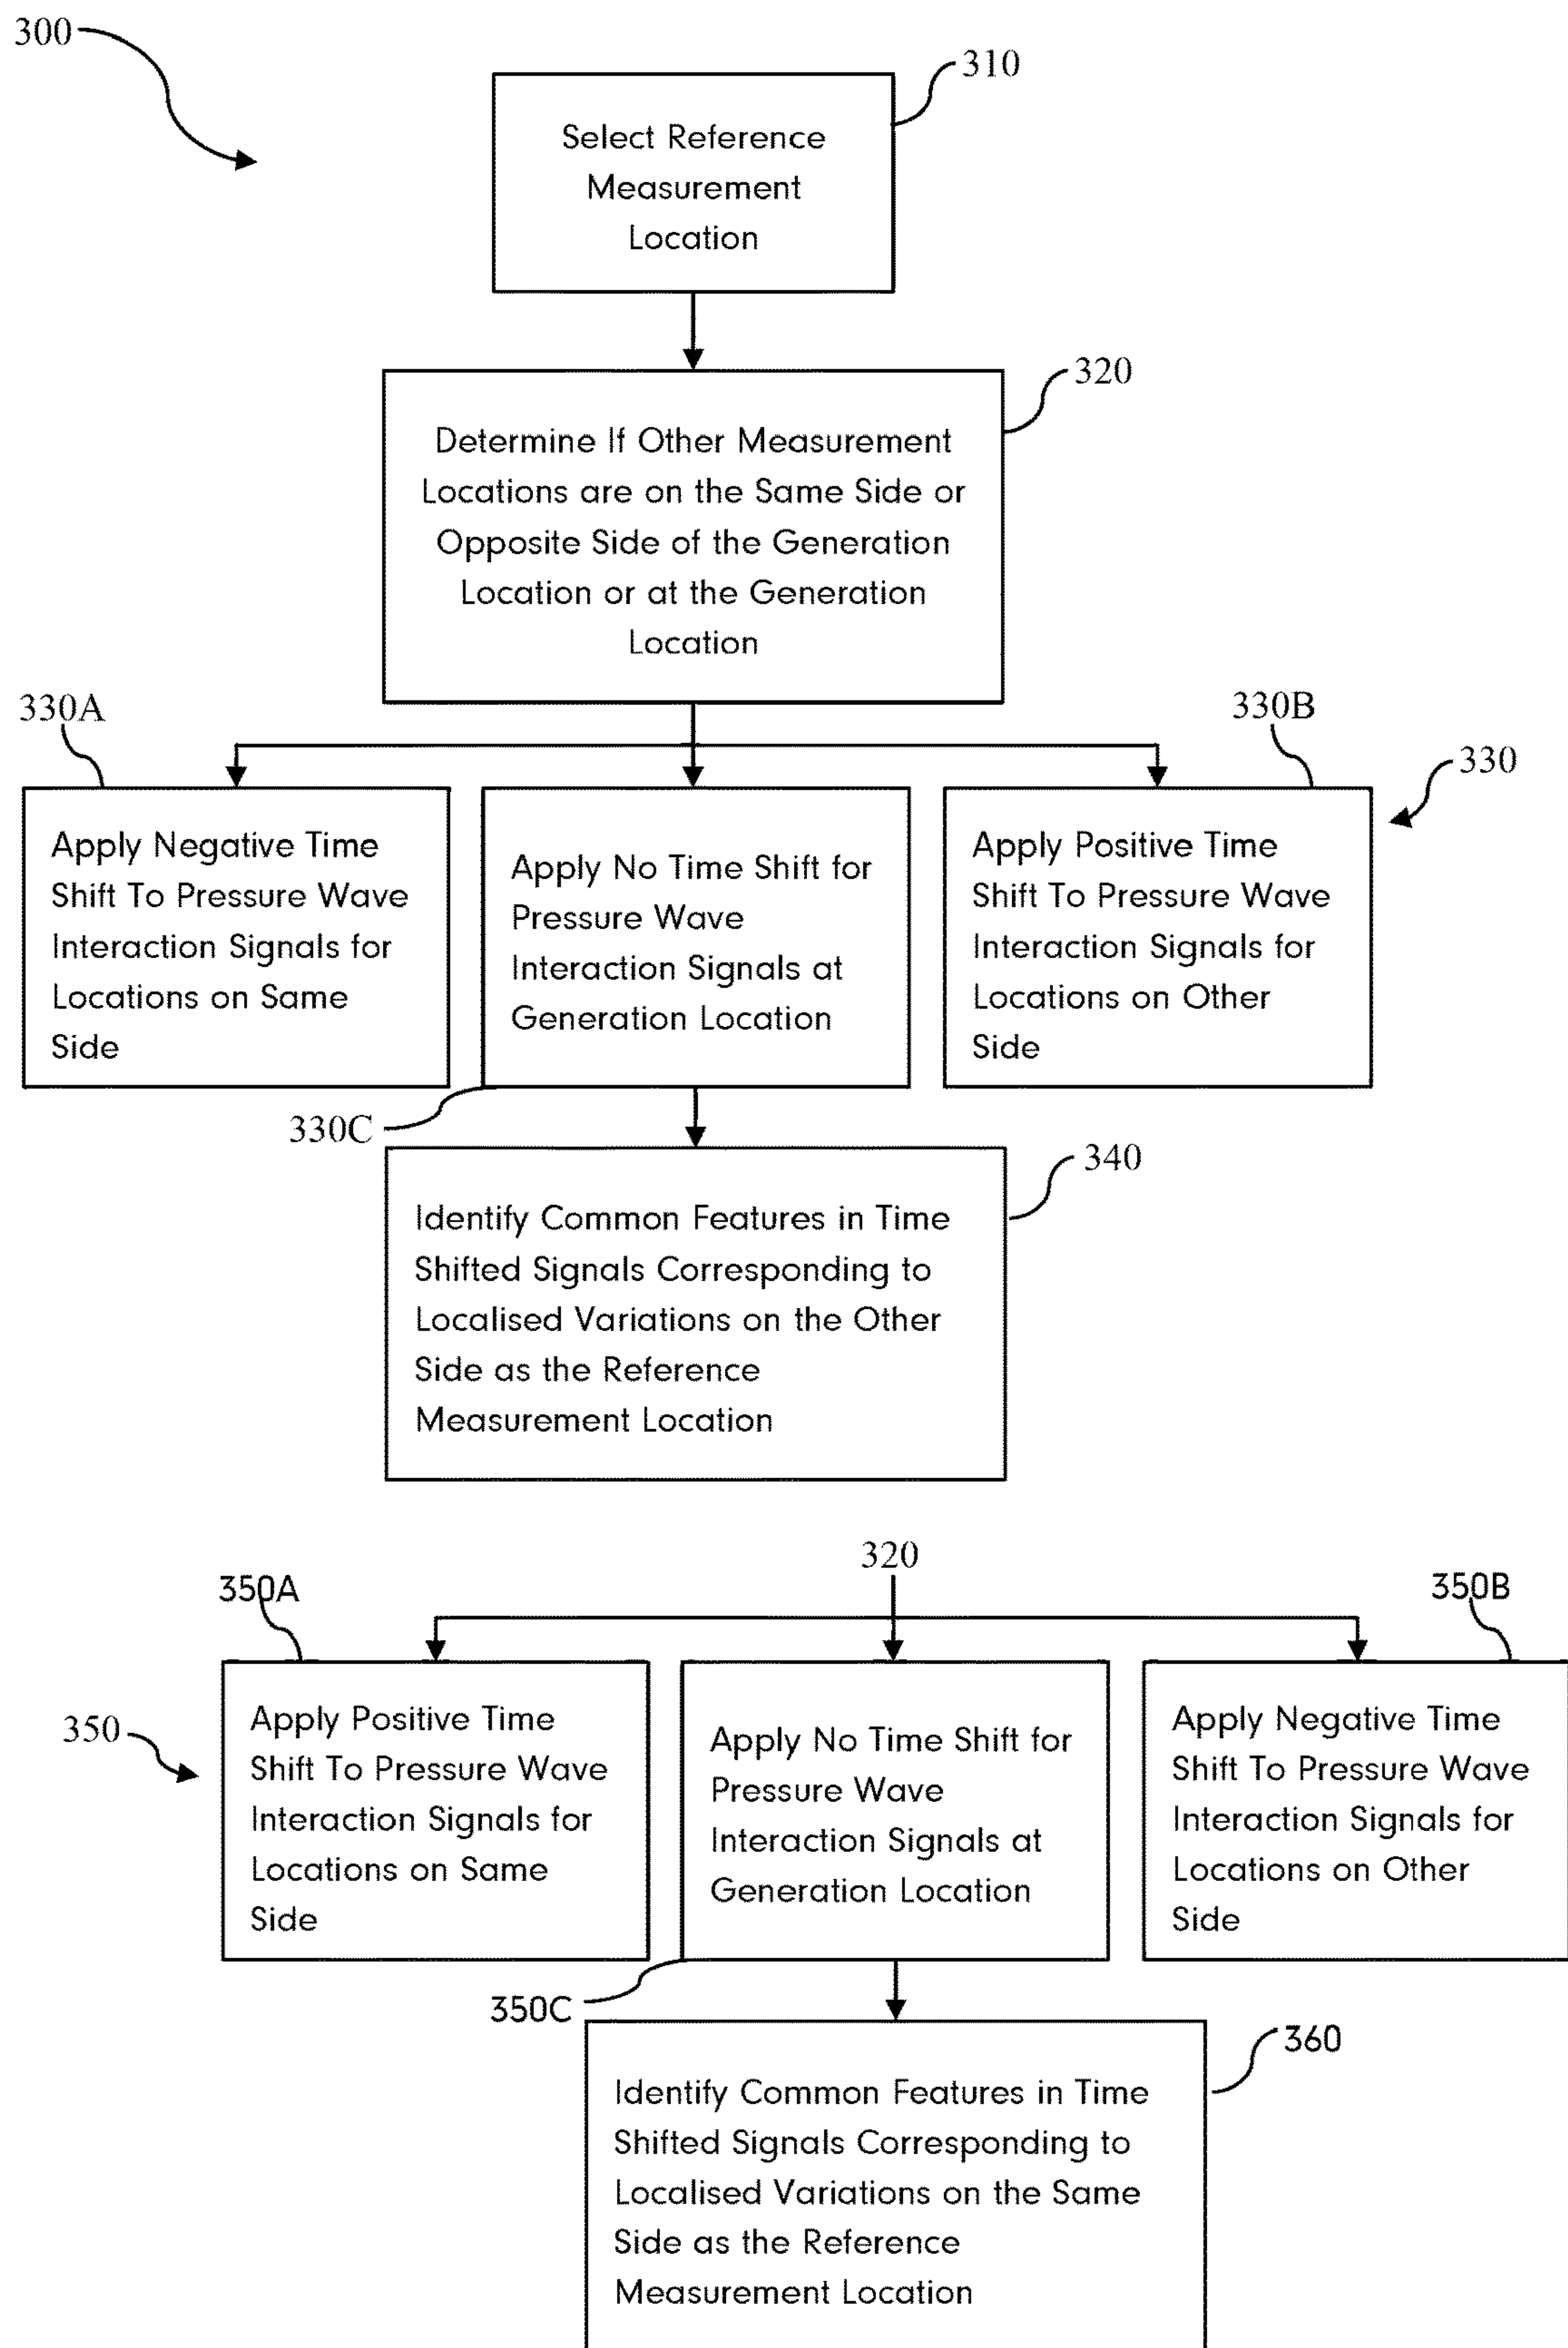 300
310
Select Reference
Measurement
Location
320
Determine If Other Measurement
Locations are on the Same Side or
Opposite Side of the Generation
Location or at the Generation
Location
330A
330B
330
Apply Negative Time
Shift To Pressure Wave
Interaction Signals for
Locations on Same
Side
Apply No Time Shift for
Pressure Wave
Interaction Signals at
Generation Location
Apply Positive Time
Shift To Pressure Wave
Interaction Signals for
Locations on Other
Side
330C
340
Identify Common Features in Time
Shifted Signals Corresponding to
Localised Variations on the Other
Side as the Reference
Measurement Location
320
350A
350B
350
Apply Positive Time
Shift To Pressure Wave
Interaction Signals for
Locations on Same
Side
Apply No Time Shift for
Pressure Wave
Interaction Signals at
Generation Location
Apply Negative Time
Shift To Pressure Wave
Interaction Signals for
Locations on Other
Side
350C
360
Identify Common Features in Time
Shifted Signals Corresponding to
Localised Variations on the Same
Side as the Reference
Measurement Location